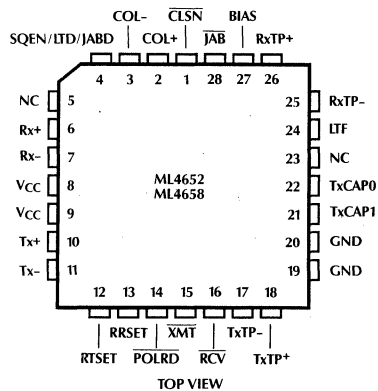 COL– CLSN BIAS
SQEN/LTD/JABD COL+ JAB RxTP+
4 3 2 1 28 27 26
NC 5 25 RxTP–
Rx+ 6 24 LTF
Rx– 7 23 NC
VCC 8 ML4652 22 TxCAP0
VCC 9 ML4658 21 TxCAP1
Tx+ 10 20 GND
Tx– 11 19 GND
12 13 14 15 16 17 18
RRSET XMT TxTP–
RTSET POLRD RCV TxTP+
TOP VIEW